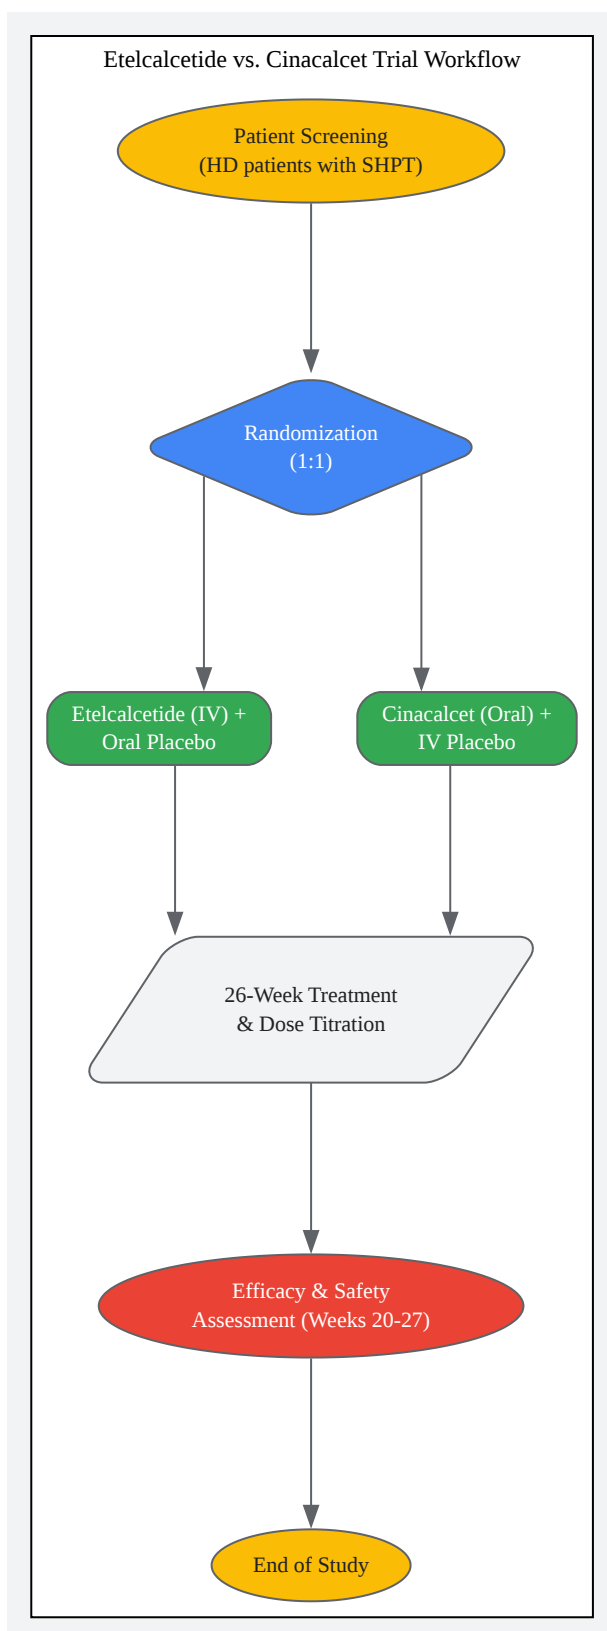 Etelcalcetide vs. Cinacalcet Trial Workflow
Patient Screening
(HD patients with SHPT)
Randomization
(1:1)
Etelcalcetide (IV) +
Oral Placebo
Cinacalcet (Oral) +
IV Placebo
26-Week Treatment
& Dose Titration
Efficacy & Safety
Assessment (Weeks 20-27)
End of Study